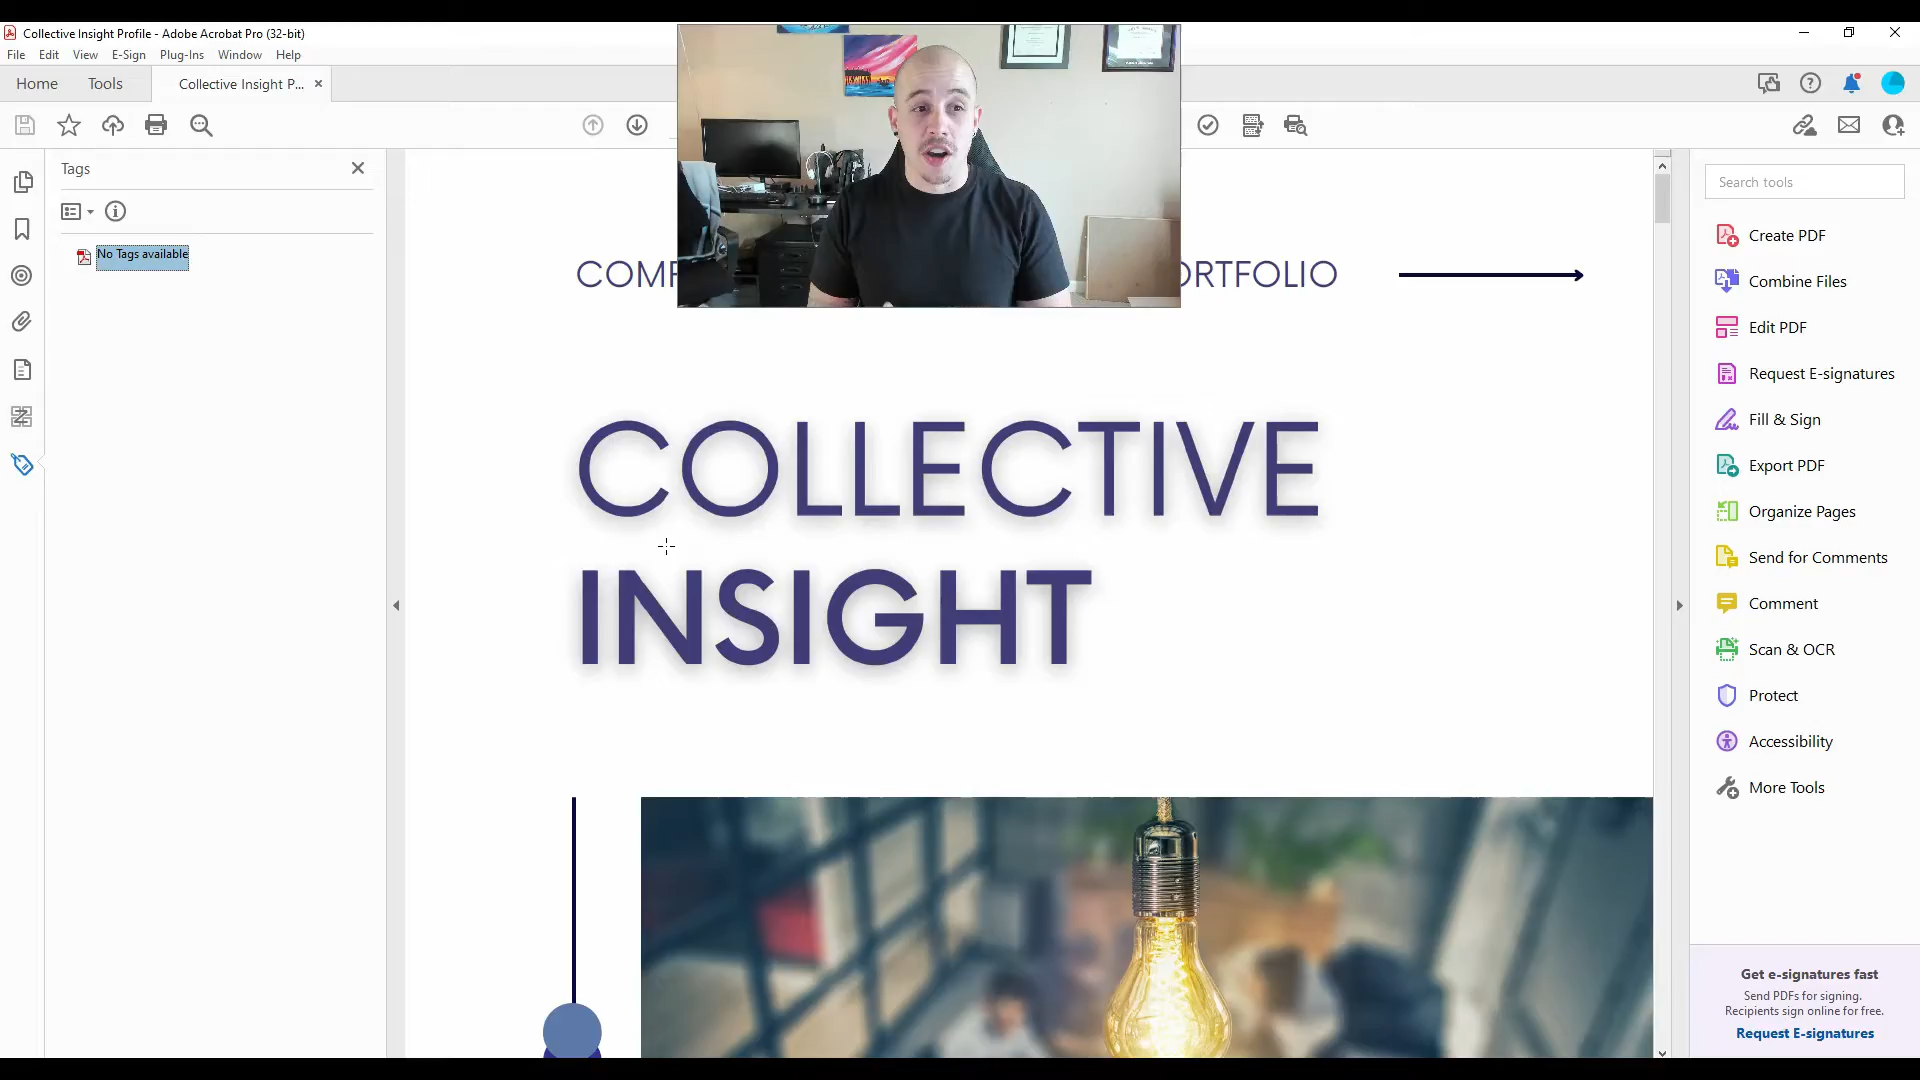 Collective Insight Profile - Adobe Acrobat Pro (32-bit)
File Edit View E-Sign Plug-Ins Window Help
Home Tools Collective Insight P...
Tags
No Tags available
COLLECTIVE
INSIGHT
Search tools
Create PDF
Combine Files
Edit PDF
Request E-signatures
Fill & Sign
Export PDF
Organize Pages
Send for Comments
Comment
Scan & OCR
Protect
Accessibility
More Tools
Get e-signatures fast
Send PDFs for signing.
Recipients sign online for free.
Request E-signatures